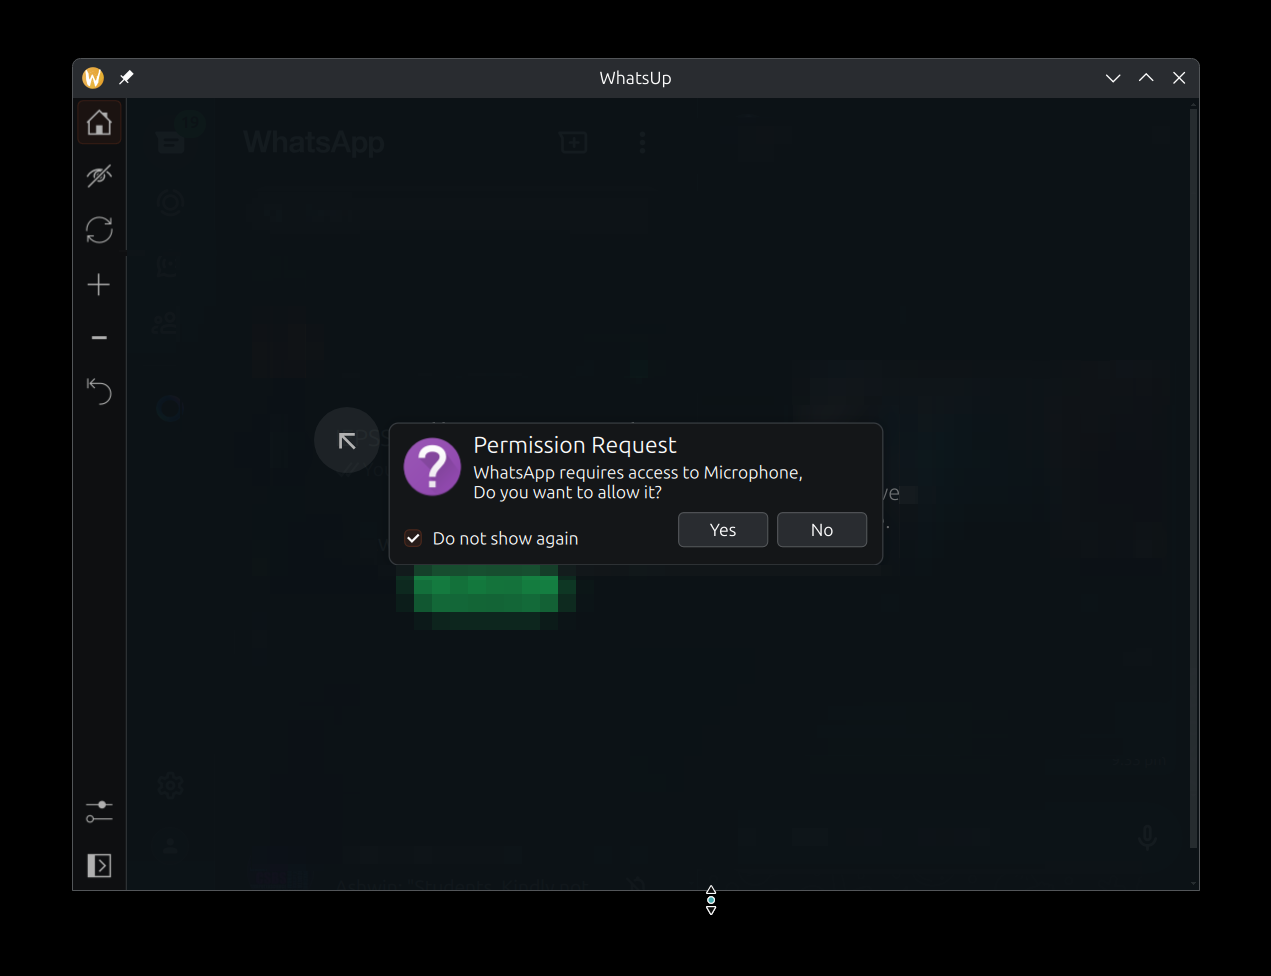 WhatsUp
WhatsApp
Permission Request
WhatsApp requires access to Microphone,
Do you want to allow it?
Do not show again
Yes
No